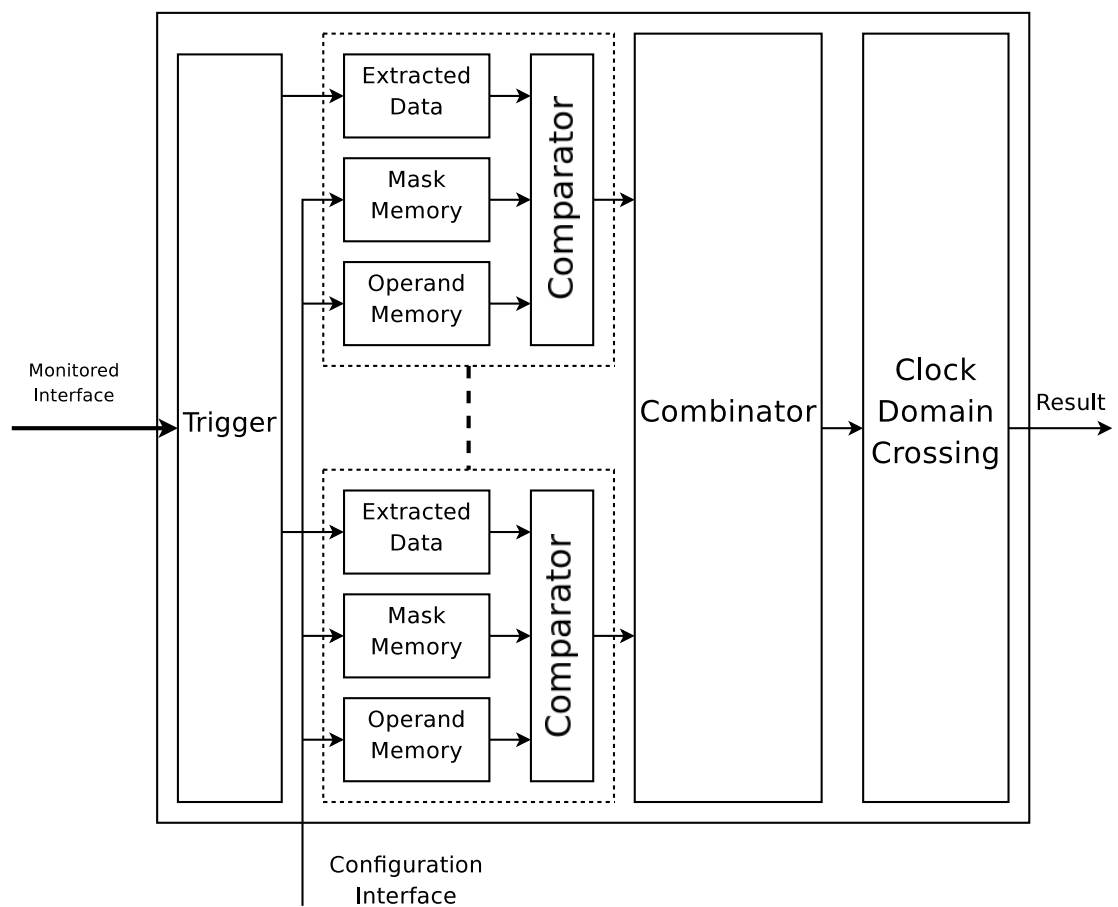 Monitored
Interface
Trigger
Extracted
Data
Mask
Memory
Operand
Memory
Comparator
Extracted
Data
Mask
Memory
Operand
Memory
Comparator
Combinator
Clock
Domain
Crossing
Result
Configuration
Interface